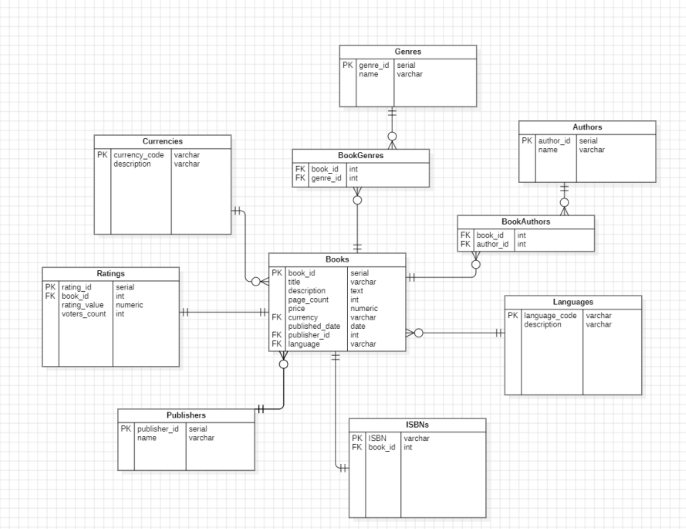 Genres
PK genre_id serial
name varchar
Currencies
PK currency_code varchar
description varchar
Authors
PK author_id serial
name varchar
BookGenres
FK book_id int
FK genre_id int
BookAuthors
FK book_id int
FK author_id int
Books
PK book_id serial
title varchar
description text
page_count int
price numeric
FK currency varchar
published_date date
FK publisher_id int
FK language varchar
Ratings
PK rating_id serial
FK book_id int
rating_value numeric
voters_count int
Languages
PK language_code varchar
description varchar
Publishers
PK publisher_id serial
name varchar
ISBNs
PK ISBN varchar
FK book_id int